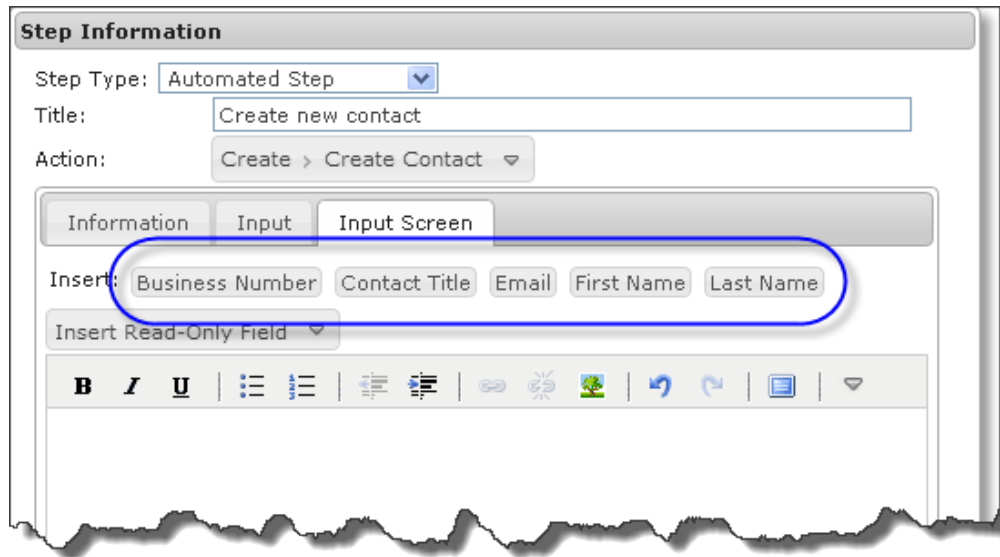 Step Information
Step Type: Automated Step
Title: Create new contact
Action: Create > Create Contact
Information Input Input Screen
Insert: Business Number Contact Title Email First Name Last Name
Insert Read-Only Field
B I U